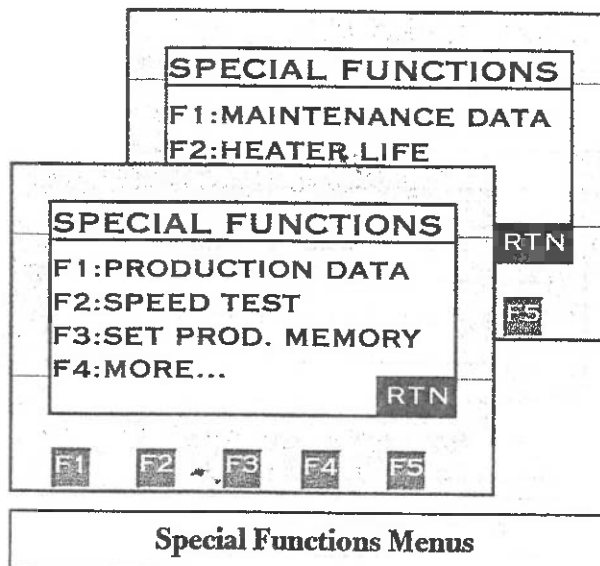 SPECIAL FUNCTIONS
F1:MAINTENANCE DATA
F2:HEATER LIFE
RTN
F5
SPECIAL FUNCTIONS
F1:PRODUCTION DATA
F2:SPEED TEST
F3:SET PROD. MEMORY
F4:MORE...
RTN
F1 F2 F3 F4 F5
Special Functions Menus